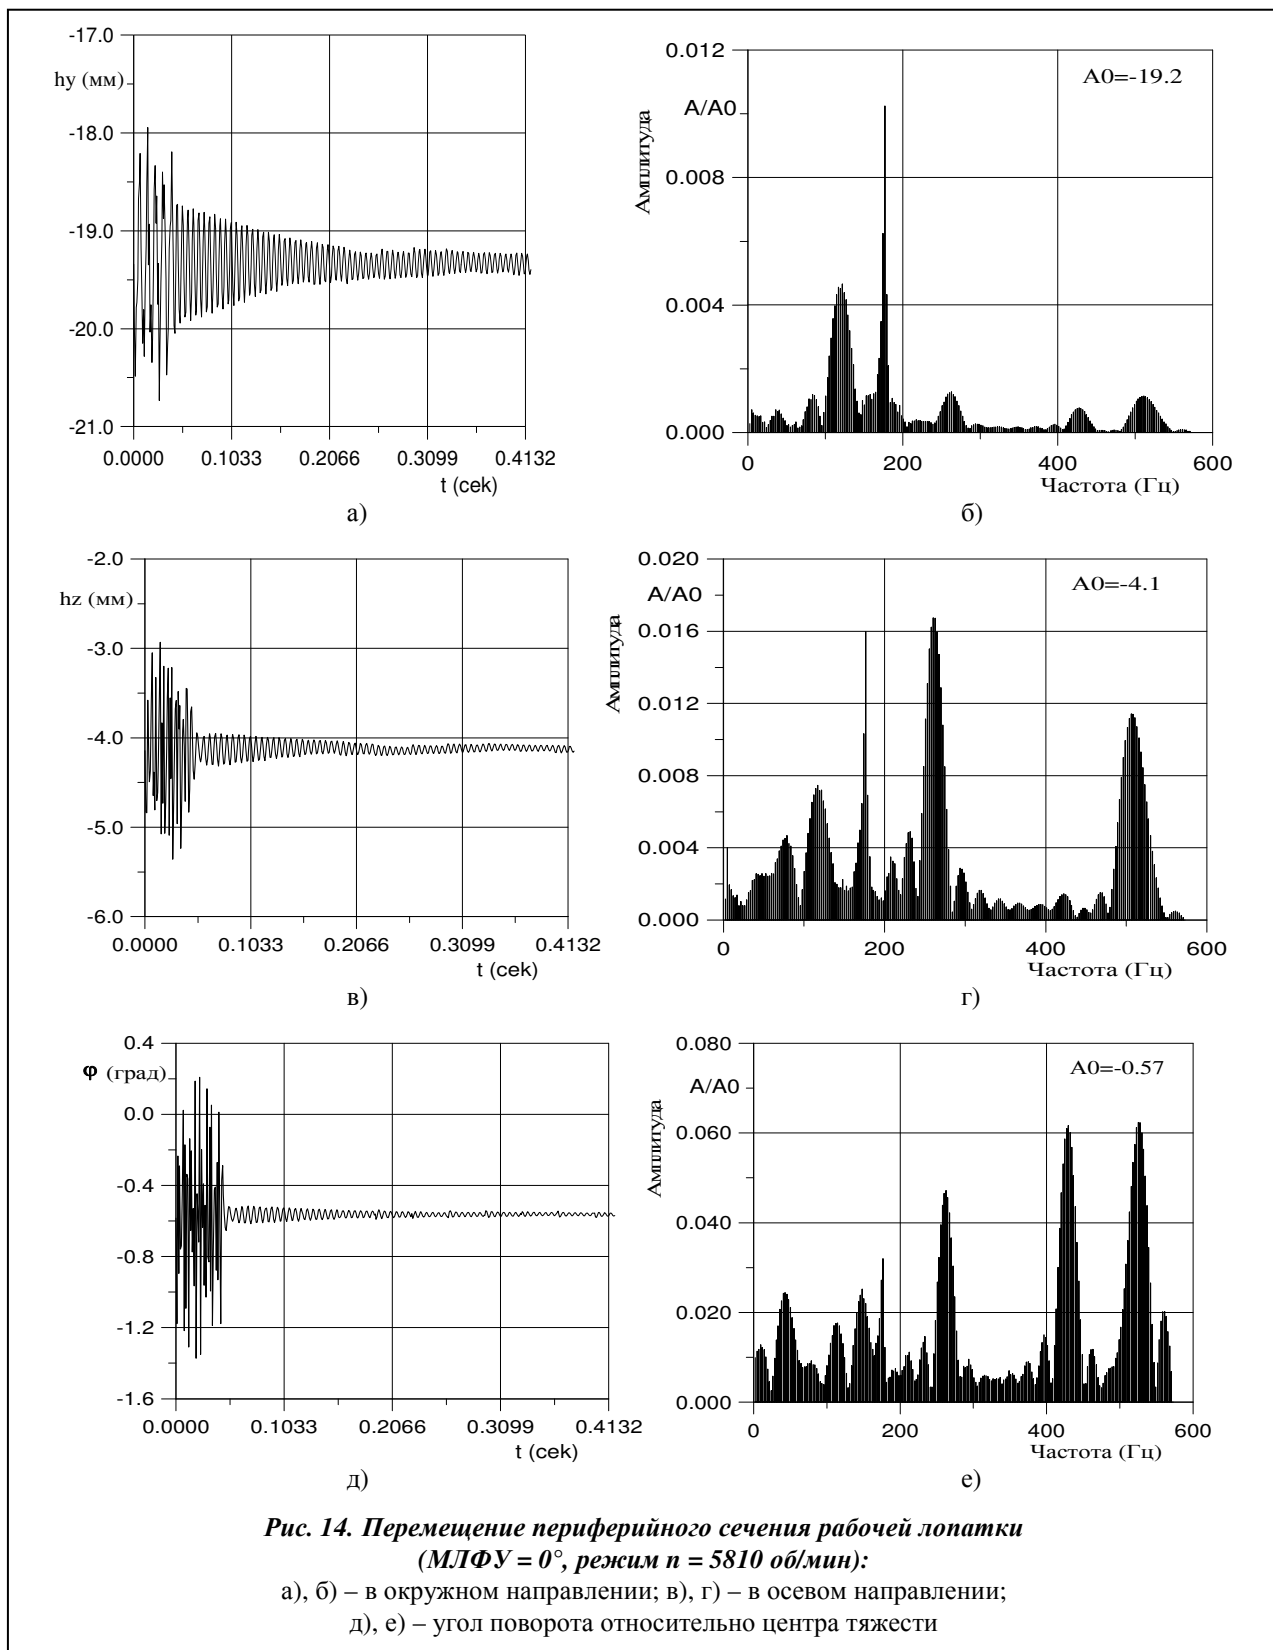 -17.0
hy (мм)
-18.0
-19.0
-20.0
-21.0
0.0000 0.1033 0.2066 0.3099 0.4132
t (сек)
а)
0.012
A0=-19.2
A/A0
Амплитуда
0.008
0.004
0.000
0 200 400 600
Частота (Гц)
б)
-2.0
hz (мм)
-3.0
-4.0
-5.0
-6.0
0.0000 0.1033 0.2066 0.3099 0.4132
t (сек)
в)
0.020
A0=-4.1
A/A0
Амплитуда
0.016
0.012
0.008
0.004
0.000
0 200 400 600
Частота (Гц)
г)
0.4
φ (град)
0.0
-0.4
-0.8
-1.2
-1.6
0.0000 0.1033 0.2066 0.3099 0.4132
t (сек)
д)
0.080
A0=-0.57
A/A0
Амплитуда
0.060
0.040
0.020
0.000
0 200 400 600
Частота (Гц)
е)
Рис. 14. Перемещение периферийного сечения рабочей лопатки
(МЛФУ = 0°, режим n = 5810 об/мин):
а), б) – в окружном направлении; в), г) – в осевом направлении;
д), е) – угол поворота относительно центра тяжести